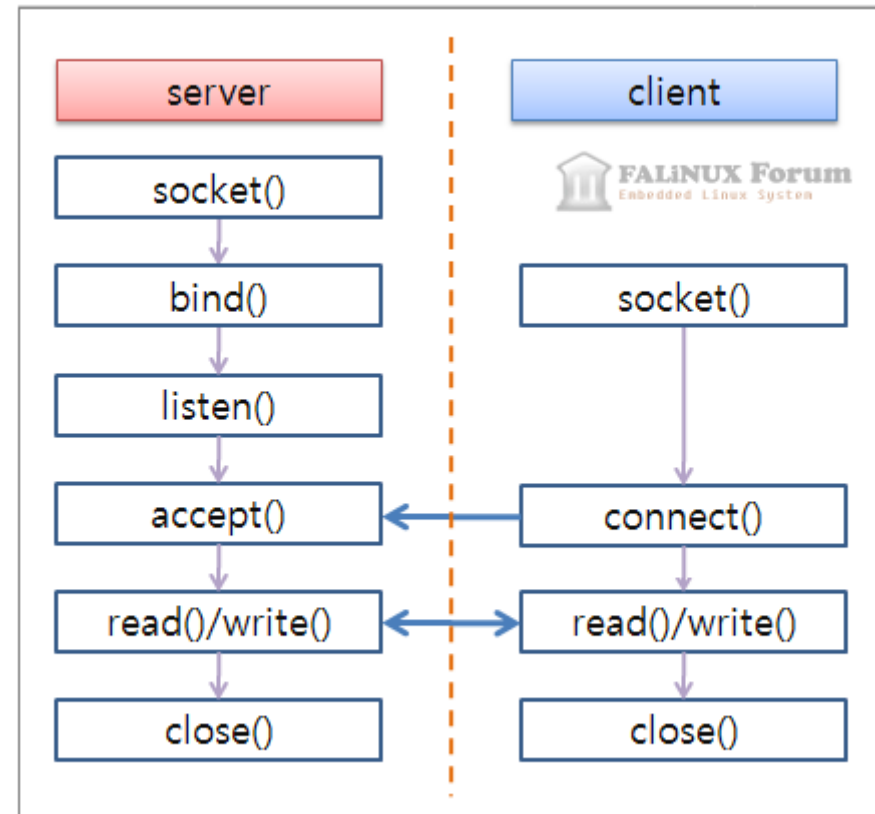 server
client
FALiNUX Forum
Embedded Linux System
socket()
bind()
socket()
listen()
accept()
connect()
read()/write()
read()/write()
close()
close()